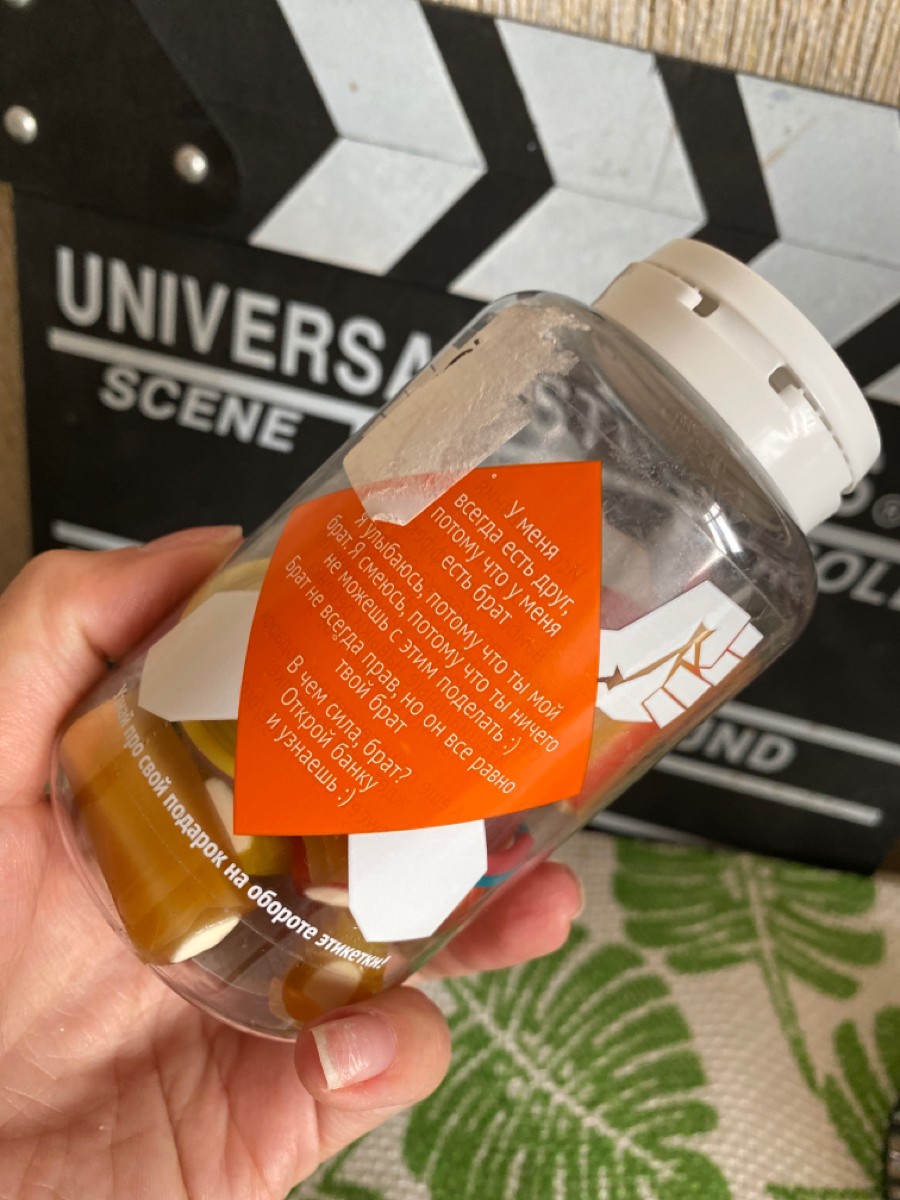 UNIVERSA
SCENE
У меня
всегда есть друг,
потому что у меня
есть брат
Я улыбаюсь, потому что ты мой
брат. Я смеюсь, потому что ты ничего
не можешь с этим поделать :)
Брат не всегда прав, но он все равно
твой брат
В чем сила, брат?
Открой банку
и узнаешь :)
про свой подарок на обороте этикетки!